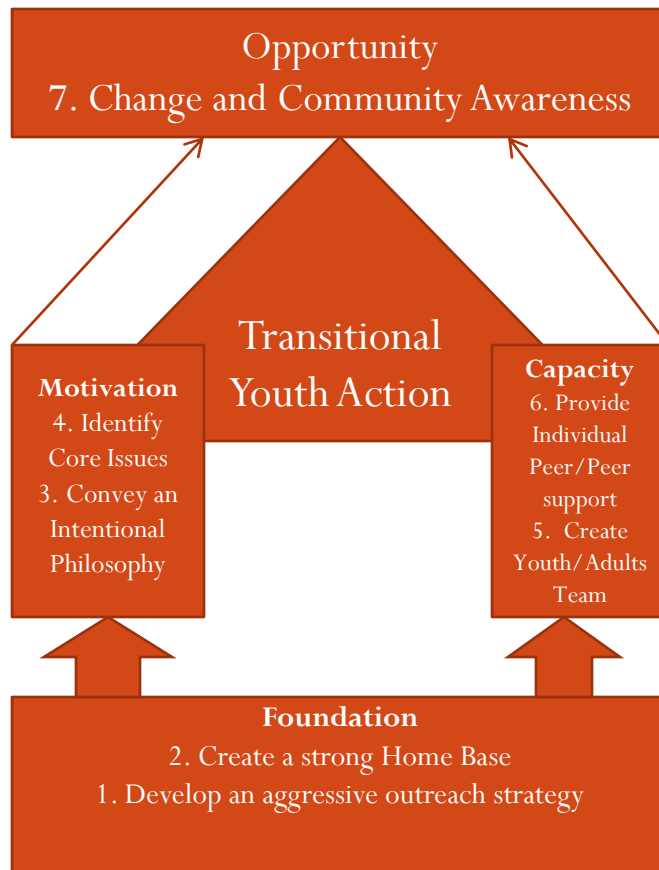 Opportunity
7. Change and Community Awareness
Transitional
Youth Action
Motivation
4. Identify
Core Issues
3. Convey an
Intentional
Philosophy
Capacity
6. Provide
Individual
Peer/Peer
support
5. Create
Youth/Adults
Team
Foundation
2. Create a strong Home Base
1. Develop an aggressive outreach strategy